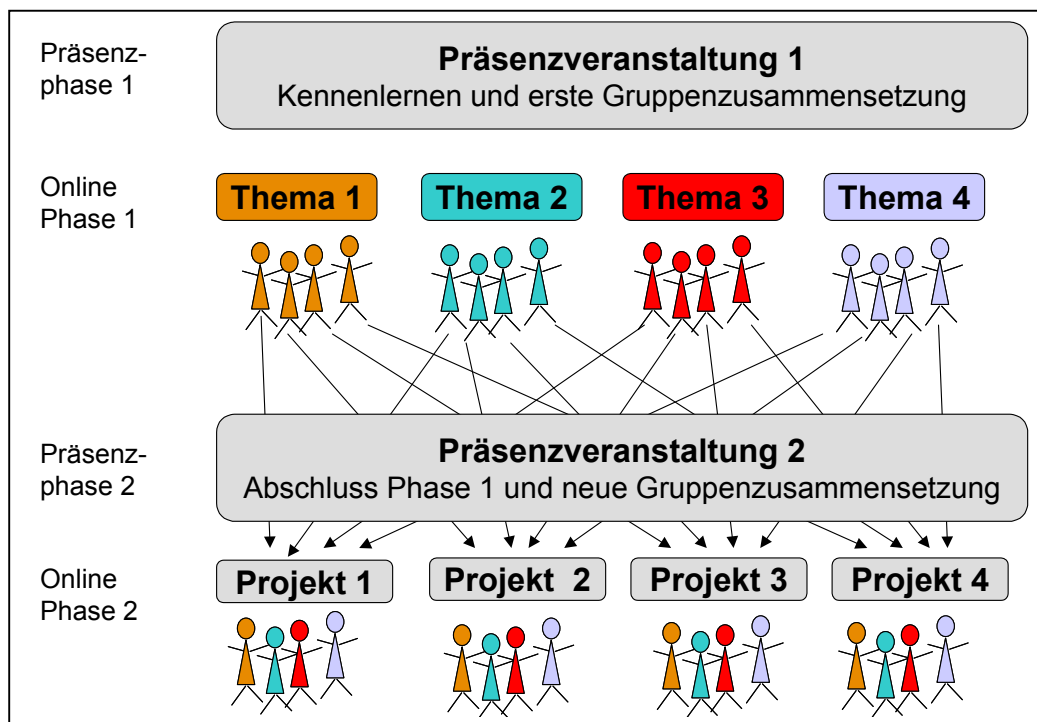 Präsenz-
phase 1
Präsenzveranstaltung 1
Kennenlernen und erste Gruppenzusammensetzung
Online
Phase 1
Thema 1
Thema 2
Thema 3
Thema 4
Präsenz-
phase 2
Präsenzveranstaltung 2
Abschluss Phase 1 und neue Gruppenzusammensetzung
Online
Phase 2
Projekt 1
Projekt 2
Projekt 3
Projekt 4